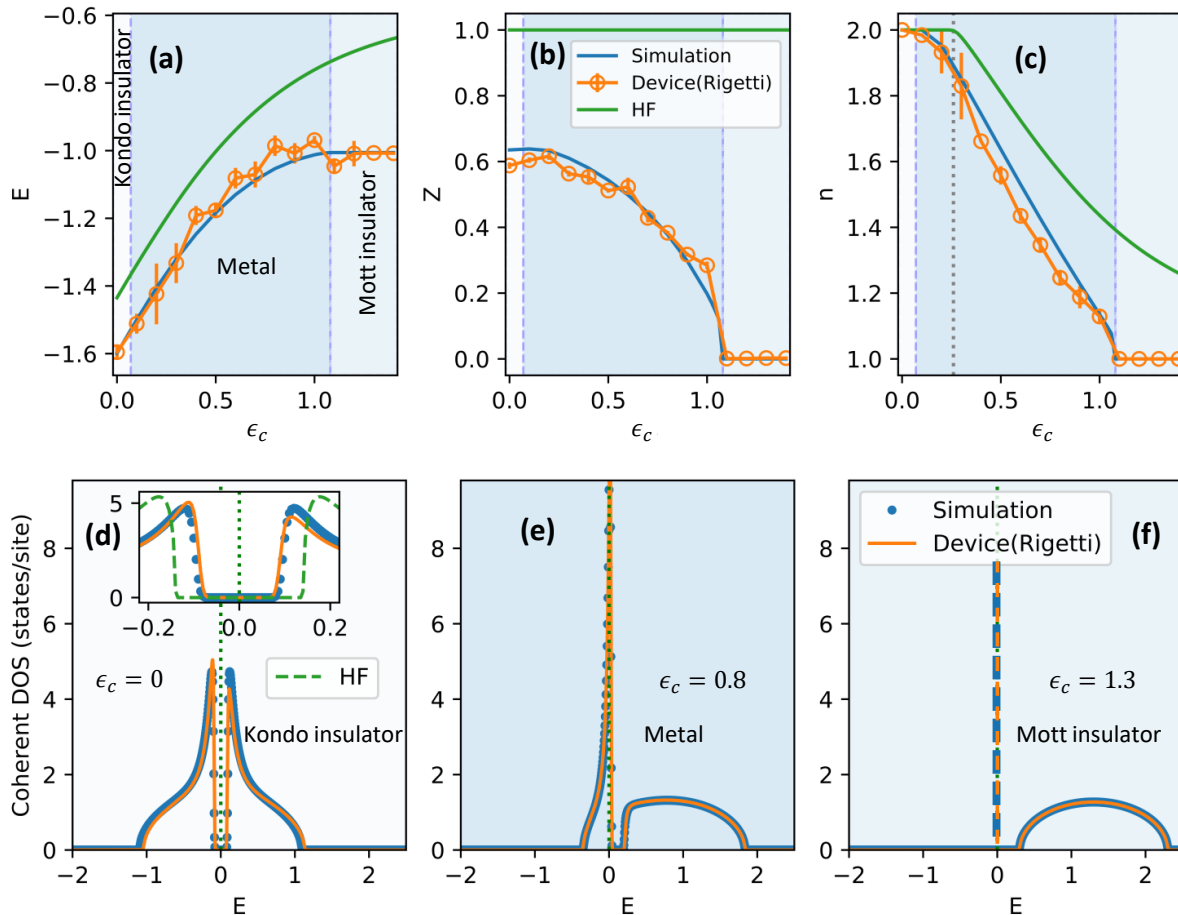 (a)
Kondo insulator
Metal
Mott insulator
E
−0.6
−0.8
−1.0
−1.2
−1.4
−1.6
0.0 0.5 1.0
ϵc
(b)
Simulation
Device(Rigetti)
HF
Z
1.0
0.8
0.6
0.4
0.2
0.0
0.0 0.5 1.0
ϵc
(c)
n
2.0
1.8
1.6
1.4
1.2
1.0
0.0 0.5 1.0
ϵc
(d)
5
0
−0.2 0.0 0.2
ϵc = 0
HF
Kondo insulator
Coherent DOS (states/site)
8
6
4
2
0
−2 −1 0 1 2
E
(e)
ϵc = 0.8
Metal
8
6
4
2
0
−2 −1 0 1 2
E
Simulation
Device(Rigetti)
(f)
ϵc = 1.3
Mott insulator
8
6
4
2
0
−2 −1 0 1 2
E